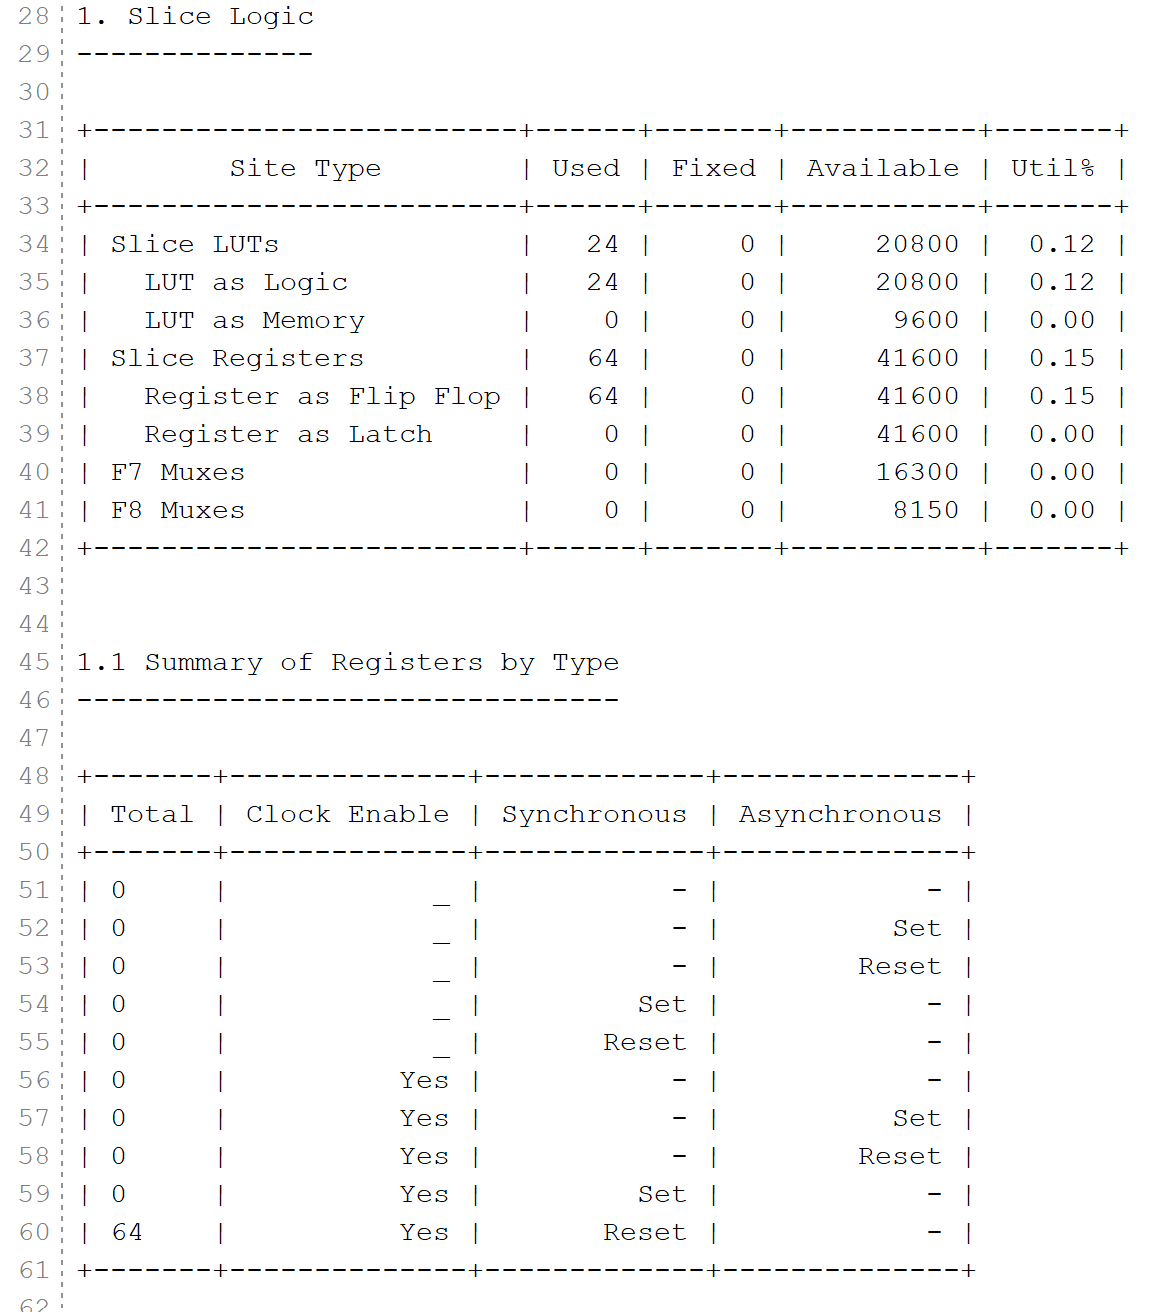 28 1. Slice Logic
29 --------------
30
31 +-------------------------+------+-------+-----------+-------+
32 |        Site Type        | Used | Fixed | Available | Util% |
33 +-------------------------+------+-------+-----------+-------+
34 | Slice LUTs              |   24 |     0 |     20800 |  0.12 |
35 |   LUT as Logic          |   24 |     0 |     20800 |  0.12 |
36 |   LUT as Memory         |    0 |     0 |      9600 |  0.00 |
37 | Slice Registers         |   64 |     0 |     41600 |  0.15 |
38 |   Register as Flip Flop |   64 |     0 |     41600 |  0.15 |
39 |   Register as Latch     |    0 |     0 |     41600 |  0.00 |
40 | F7 Muxes                |    0 |     0 |     16300 |  0.00 |
41 | F8 Muxes                |    0 |     0 |      8150 |  0.00 |
42 +-------------------------+------+-------+-----------+-------+
43
44
45 1.1 Summary of Registers by Type
46 --------------------------------
47
48 +-------+--------------+-------------+--------------+
49 | Total | Clock Enable | Synchronous | Asynchronous |
50 +-------+--------------+-------------+--------------+
51 | 0     |            _ |           - |            - |
52 | 0     |            _ |           - |          Set |
53 | 0     |            _ |           - |        Reset |
54 | 0     |            _ |         Set |            - |
55 | 0     |            _ |       Reset |            - |
56 | 0     |          Yes |           - |            - |
57 | 0     |          Yes |           - |          Set |
58 | 0     |          Yes |           - |        Reset |
59 | 0     |          Yes |         Set |            - |
60 | 64    |          Yes |       Reset |            - |
61 +-------+--------------+-------------+--------------+
62